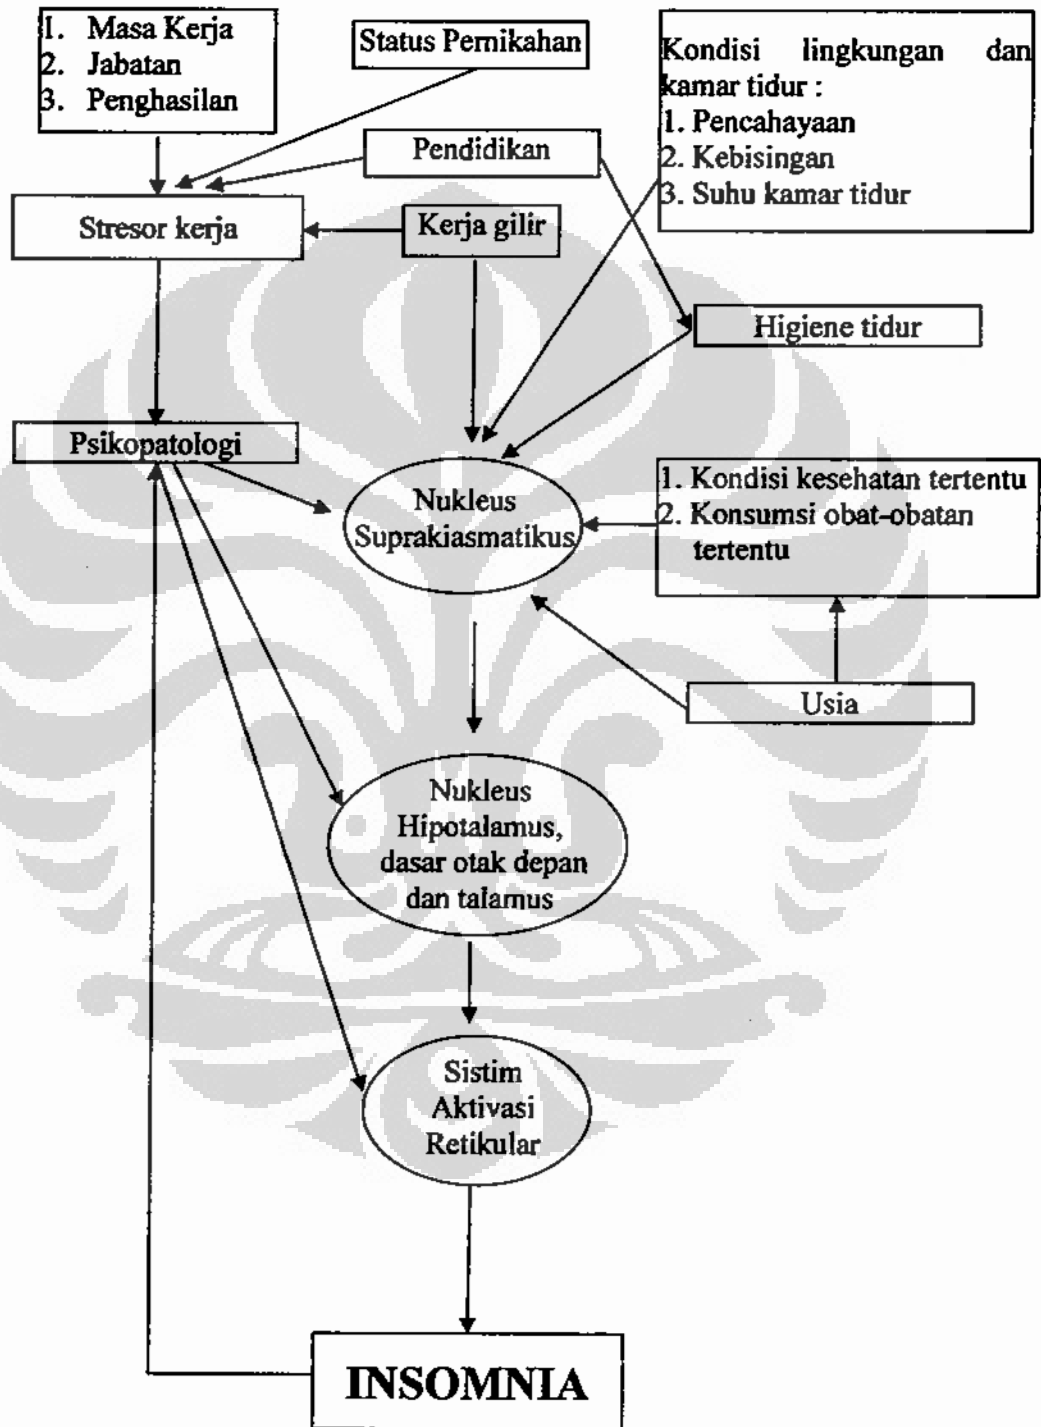 1. Masa Kerja
2. Jabatan
3. Penghasilan
Status Pernikahan
Kondisi lingkungan dan
kamar tidur :
1. Pencahayaan
2. Kebisingan
3. Suhu kamar tidur
Pendidikan
Stresor kerja
Kerja gilir
Higiene tidur
Psikopatologi
Nukleus
Suprakiasmatikus
1. Kondisi kesehatan tertentu
2. Konsumsi obat-obatan
tertentu
Usia
Nukleus
Hipotalamus,
dasar otak depan
dan talamus
Sistim
Aktivasi
Retikular
INSOMNIA